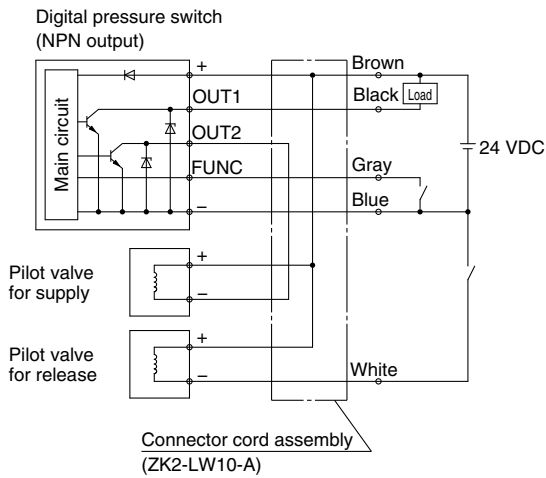 Digital pressure switch
(NPN output)
Main circuit
+
OUT1
OUT2
FUNC
–
Brown
Black
Load
Gray
Blue
24 VDC
Pilot valve
for supply
+
–
Pilot valve
for release
+
–
White
Connector cord assembly
(ZK2-LW10-A)